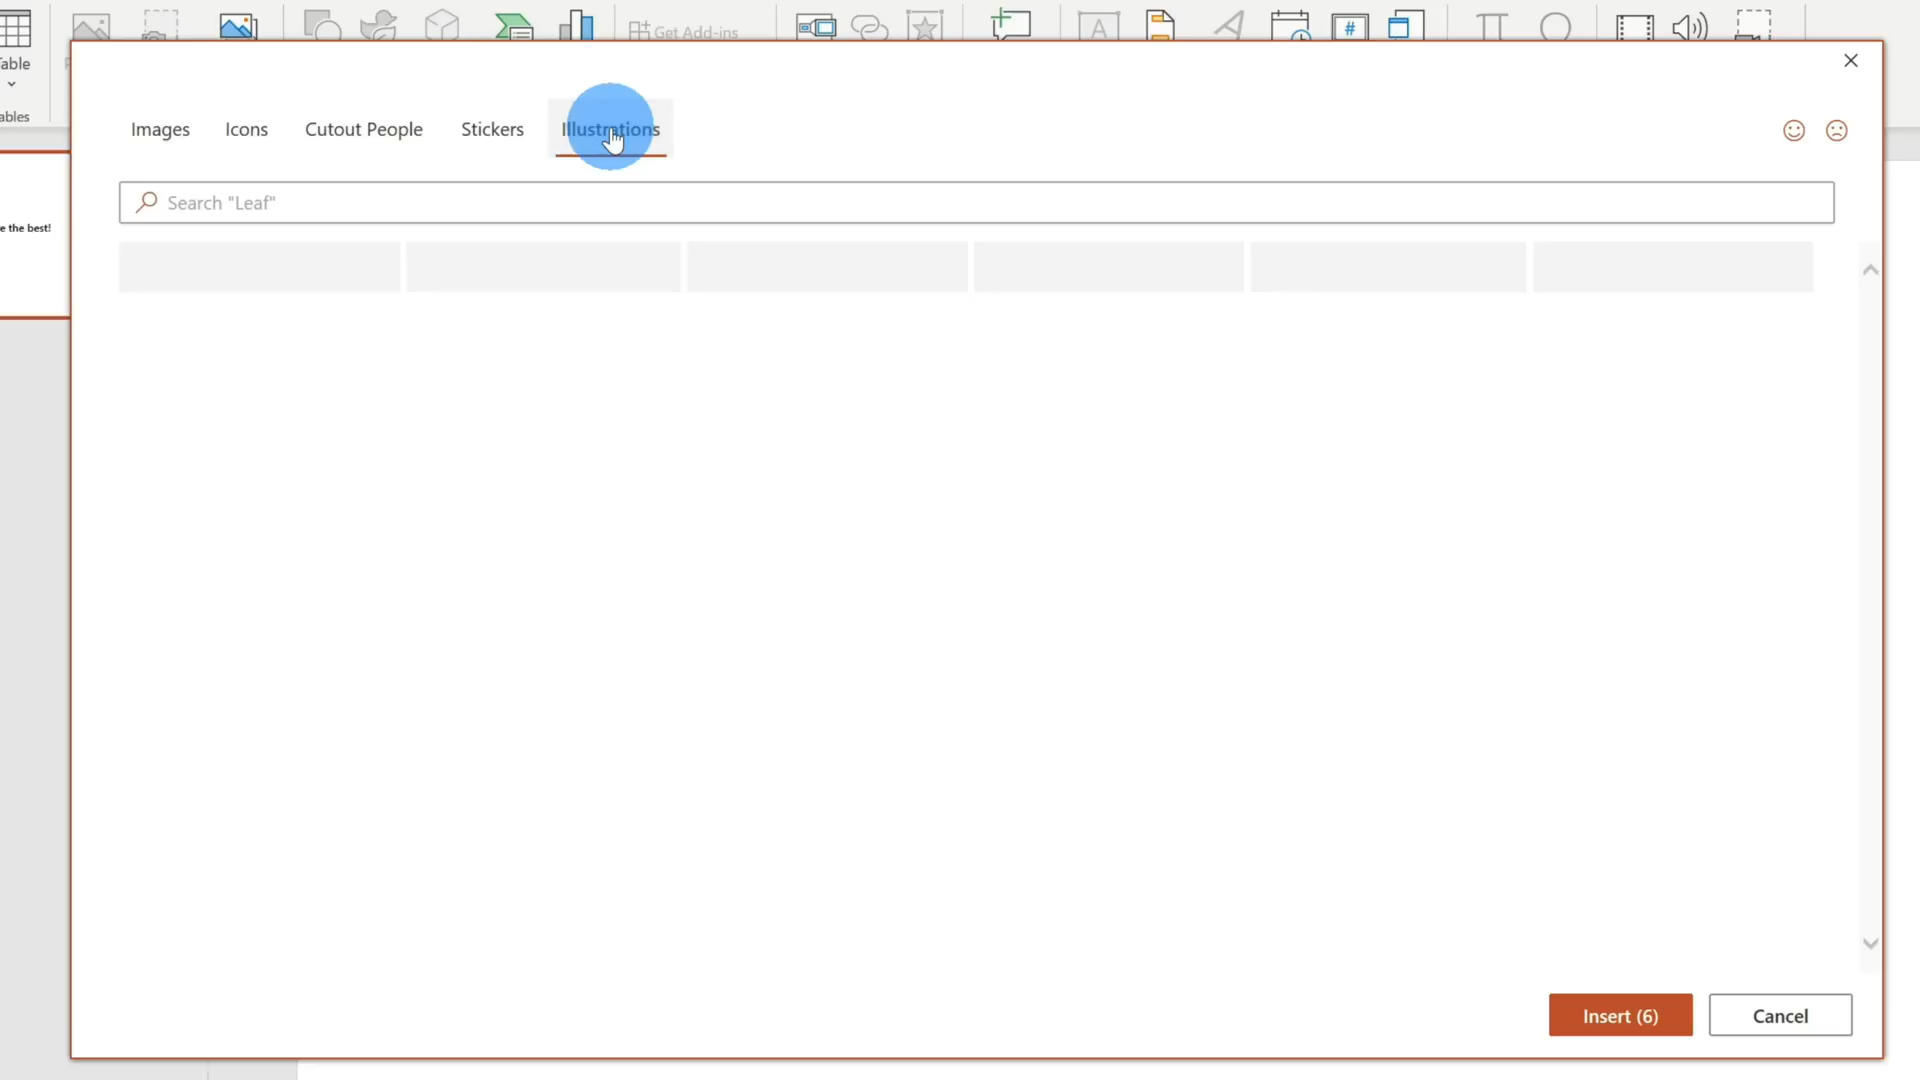 Get Add-ins
able
ables
e the best!
Images Icons Cutout People Stickers Illustrations
Search "Leaf"
Insert (6) Cancel